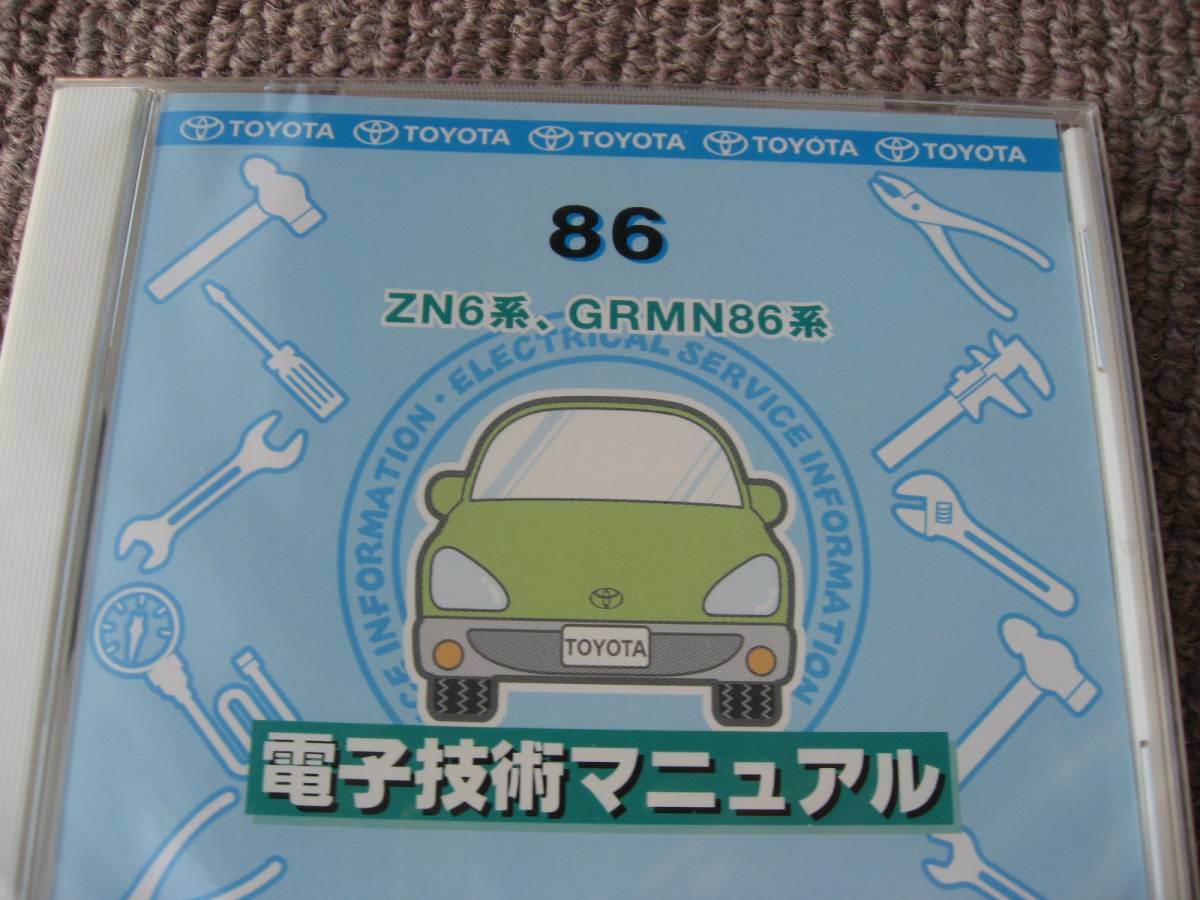 TOYOTA TOYOTA TOYOTA TOYOTA TOYOTA
86
ZN6系、GRMN86系
CE INFORMATION・ELECTRICAL SERVICE INFORMATION
TOYOTA
電子技術マニュアル